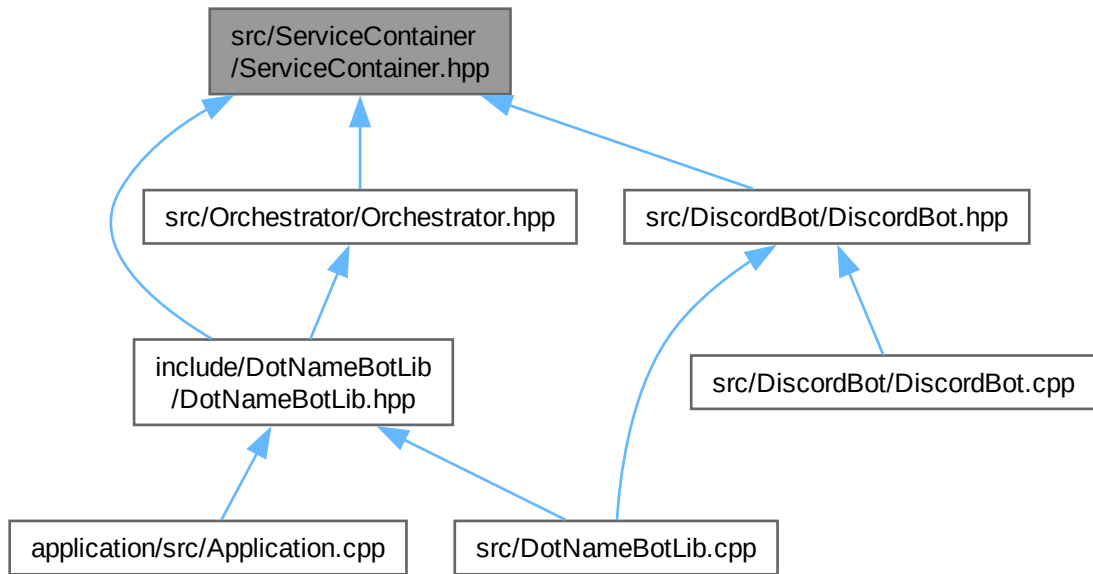 src/ServiceContainer
/ServiceContainer.hpp
src/Orchestrator/Orchestrator.hpp
src/DiscordBot/DiscordBot.hpp
include/DotNameBotLib
/DotNameBotLib.hpp
src/DiscordBot/DiscordBot.cpp
application/src/Application.cpp
src/DotNameBotLib.cpp